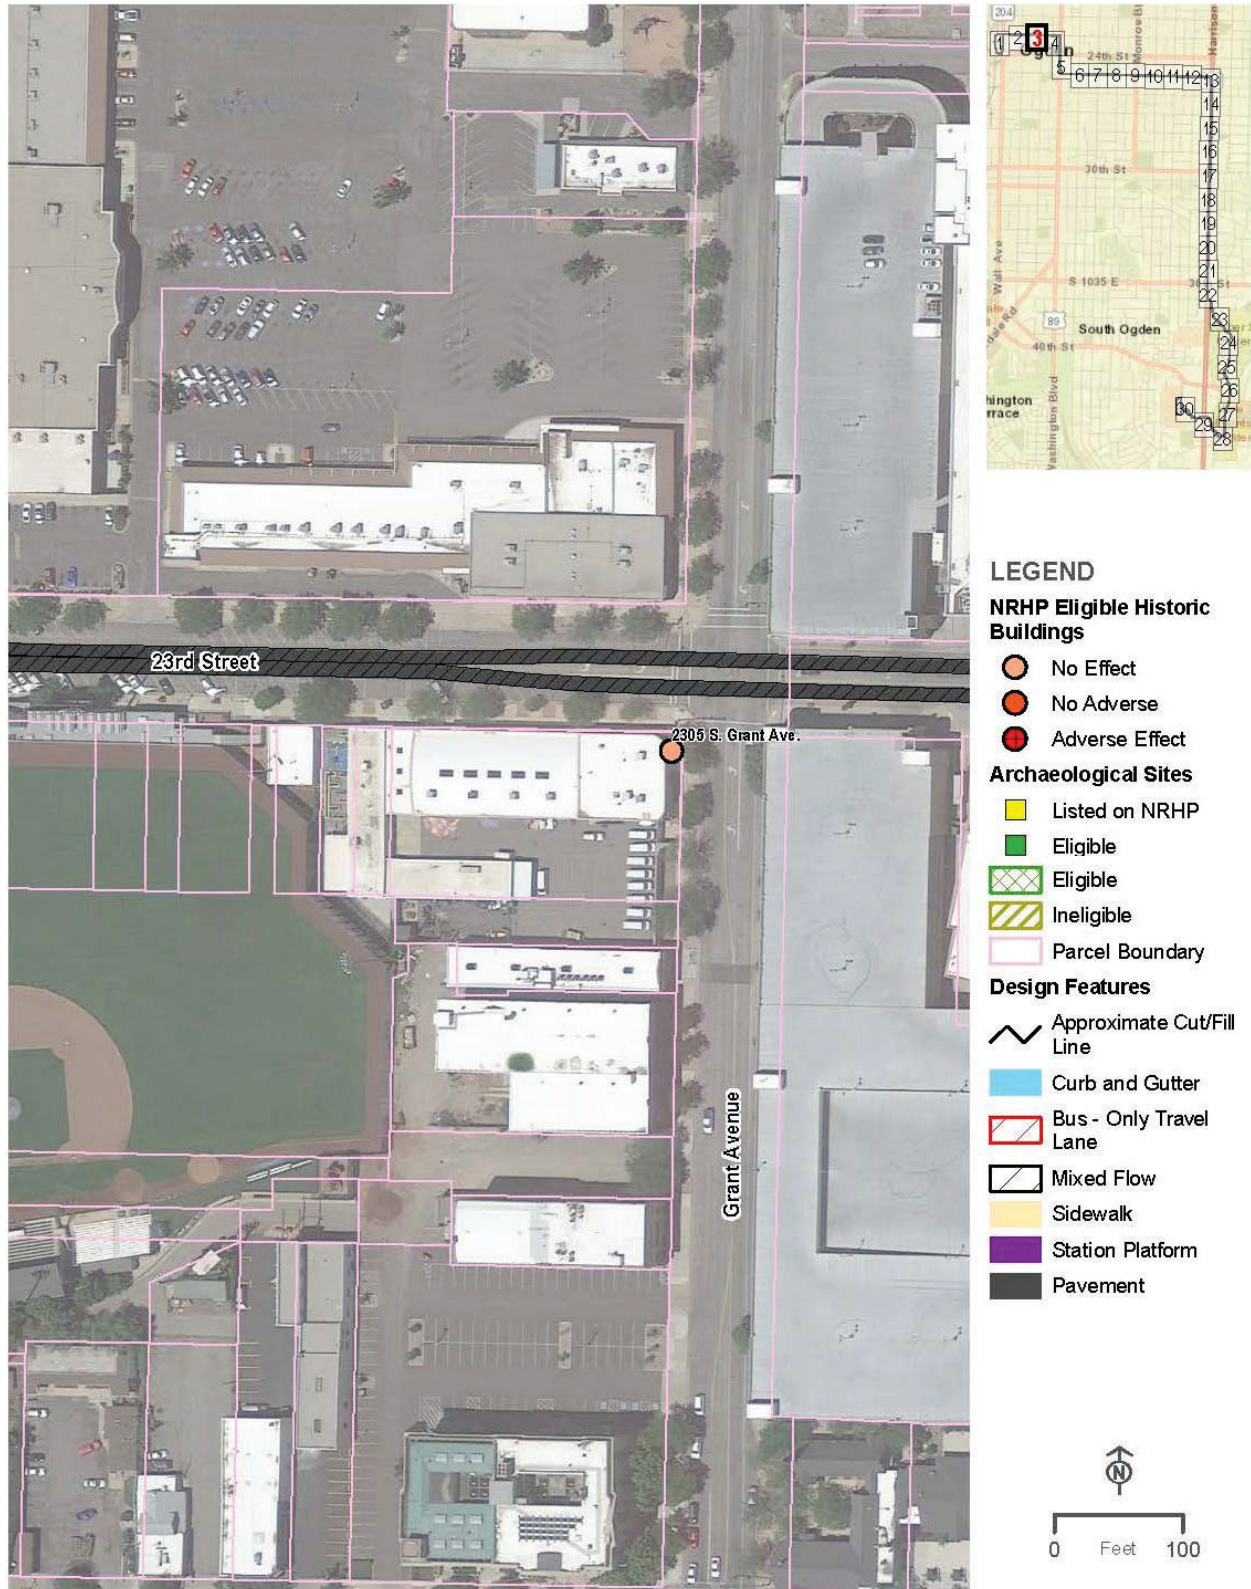 23rd Street
2305 S. Grant Ave.
Grant Avenue
204
1
2
3
4
Ogden
24th St
Monroe Bl
Harrison
5
6
7
8
9
10
11
12
13
14
15
16
30th St
17
18
19
Wall Ave
20
21
S 1035 E
22
89
South Ogden
23
40th St
24
25
26
30
27
29
28
LEGEND
NRHP Eligible Historic
Buildings
No Effect
No Adverse
Adverse Effect
Archaeological Sites
Listed on NRHP
Eligible
Eligible
Ineligible
Parcel Boundary
Design Features
Approximate Cut/Fill
Line
Curb and Gutter
Bus - Only Travel
Lane
Mixed Flow
Sidewalk
Station Platform
Pavement
N
0 Feet 100